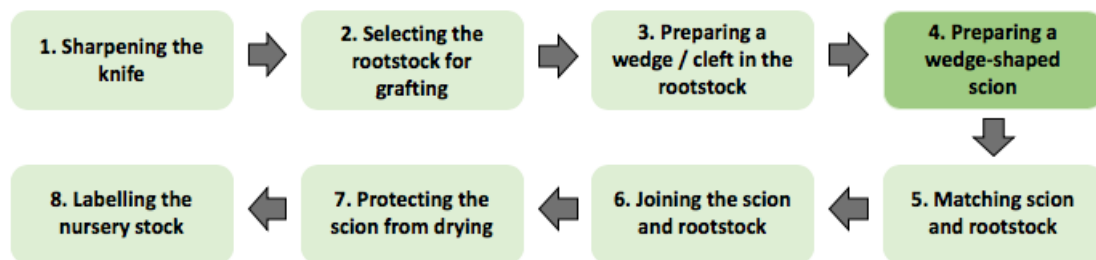 1. Sharpening the
knife
2. Selecting the
rootstock for
grafting
3. Preparing a
wedge / cleft in the
rootstock
4. Preparing a
wedge-shaped
scion
5. Matching scion
and rootstock
6. Joining the scion
and rootstock
7. Protecting the
scion from drying
8. Labelling the
nursery stock